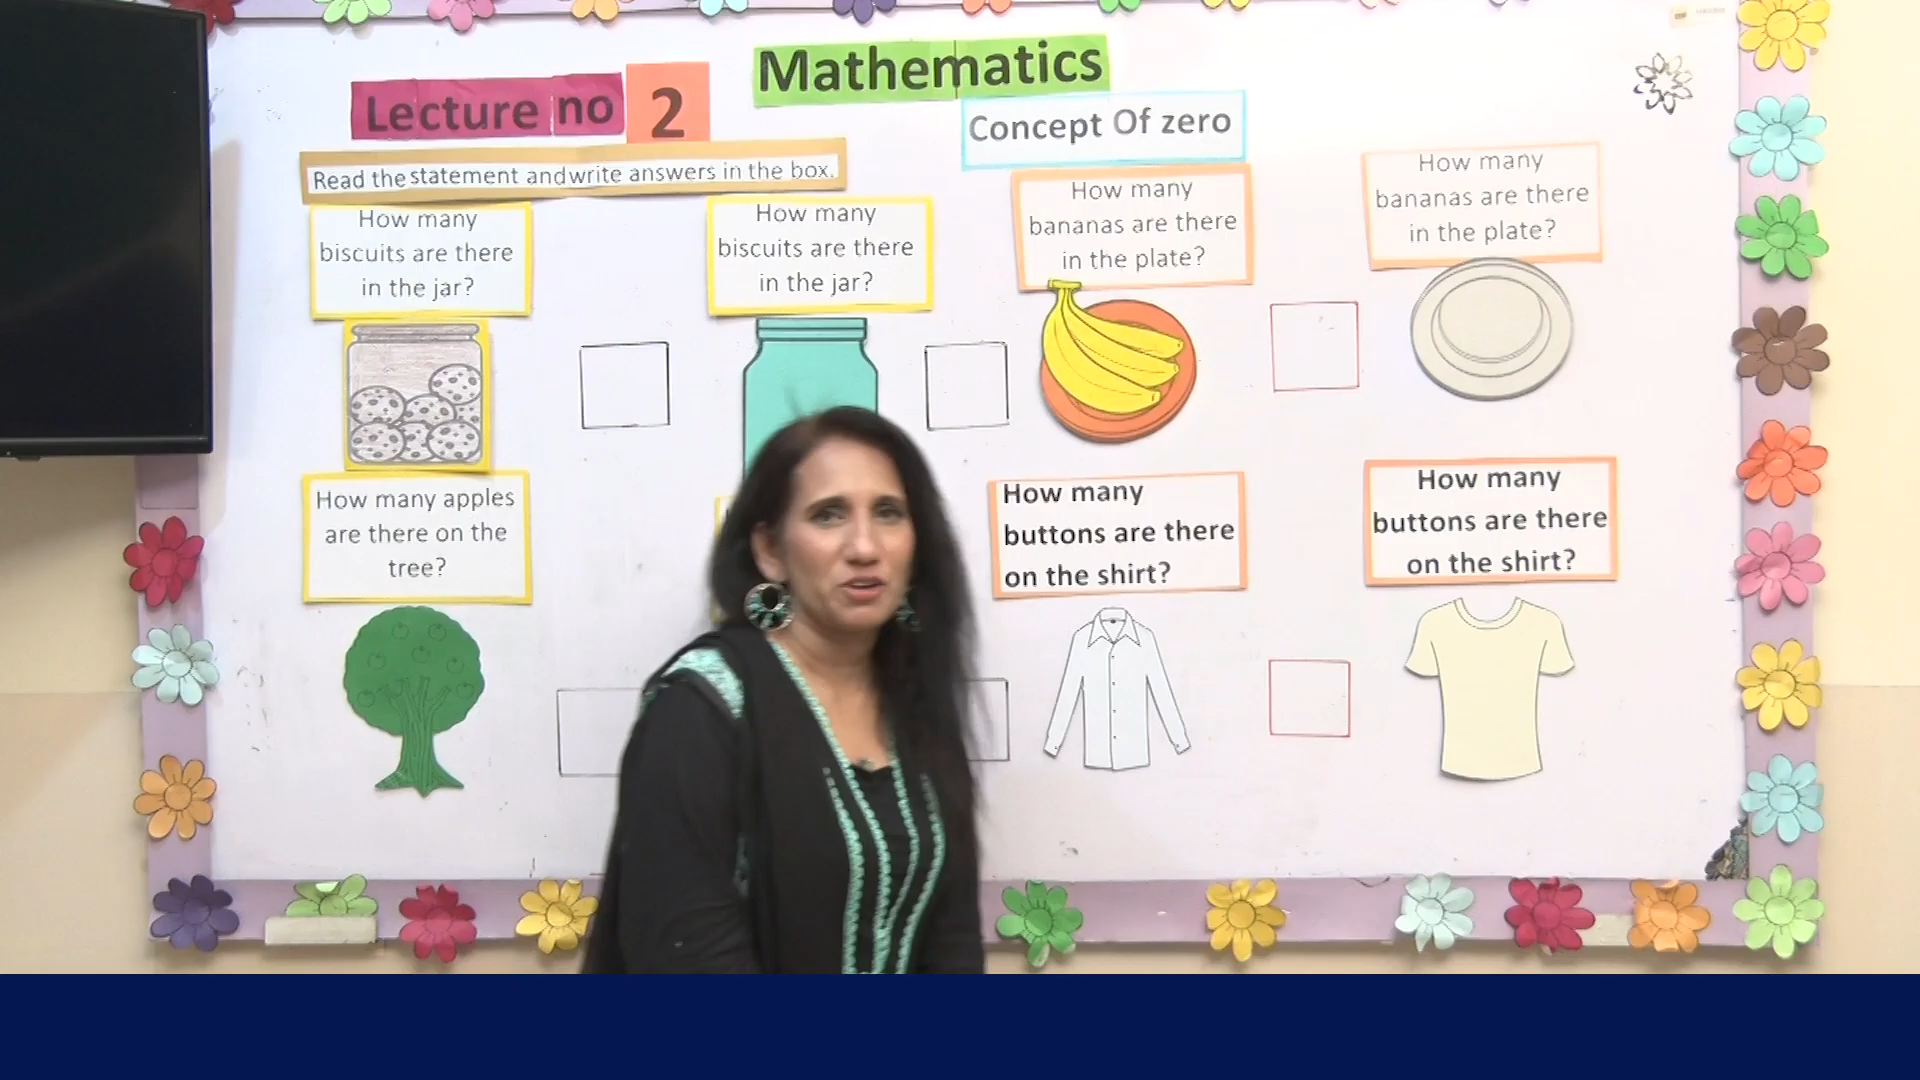 Mathematics
Lecture no 2
Concept Of zero
Read the statement and write answers in the box.
How many
biscuits are there
in the jar?
How many
biscuits are there
in the jar?
How many
bananas are there
in the plate?
How many
bananas are there
in the plate?
How many apples
are there on the
tree?
How many
buttons are there
on the shirt?
How many
buttons are there
on the shirt?